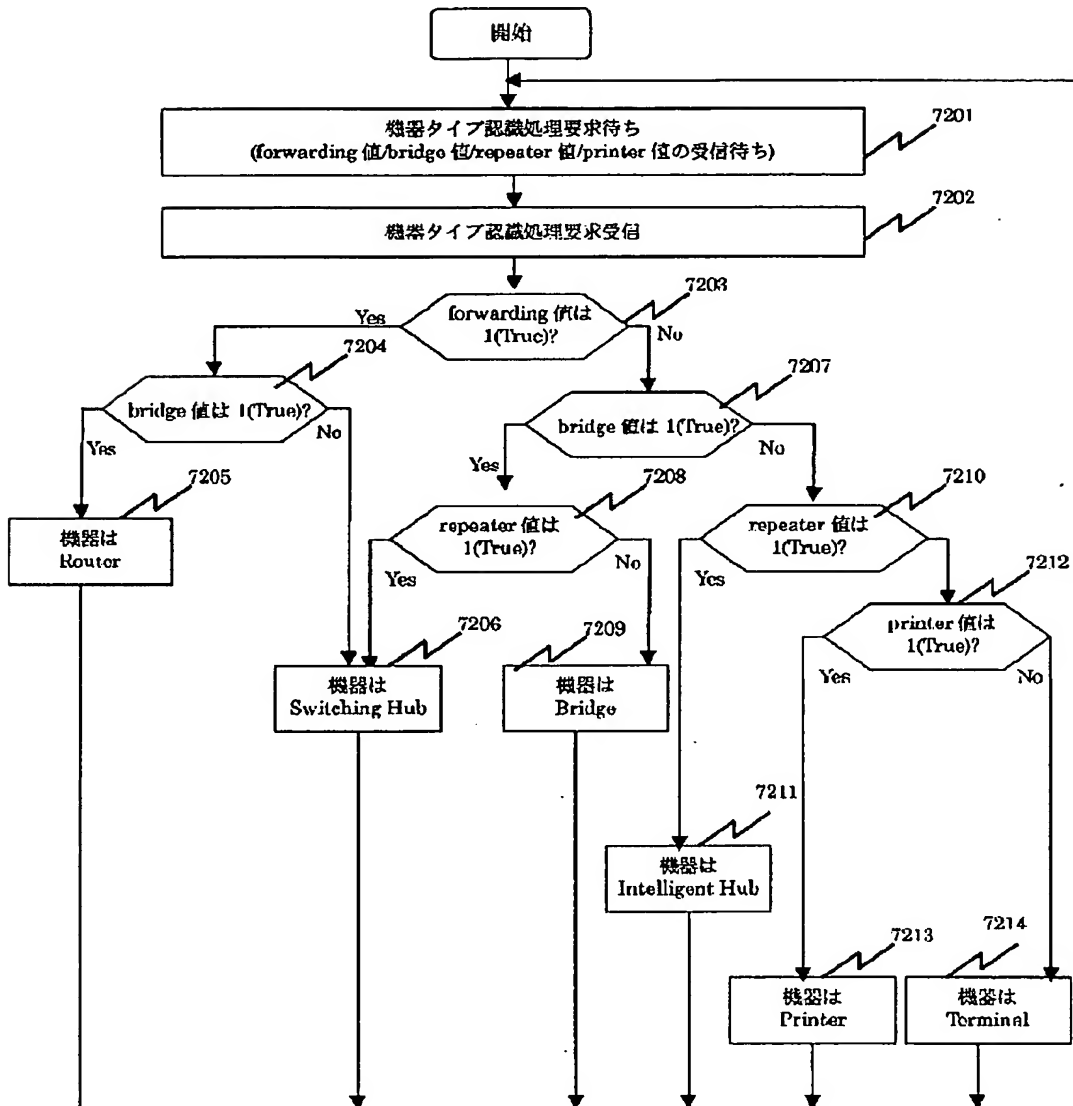 開始
機器タイプ認識処理要求待ち
(forwarding 値/bridge 値/repeater 値/printer 値の受信待ち)
7201
7202
機器タイプ認識処理要求受信
7203
forwarding 値は
1(True)?
Yes
No
7204
bridge 値は 1(True)?
Yes
No
7207
bridge 値は 1(True)?
Yes
No
7205
機器は
Router
7208
repeater 値は
1(True)?
Yes
No
7210
repeater 値は
1(True)?
Yes
7212
printer 値は
1(True)?
Yes
No
7206
機器は
Switching Hub
7209
機器は
Bridge
7211
機器は
Intelligent Hub
7213
機器は
Printer
7214
機器は
Terminal